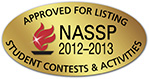 APPROVED FOR LISTING
NASSP
2012–2013
STUDENT CONTESTS & ACTIVITIES